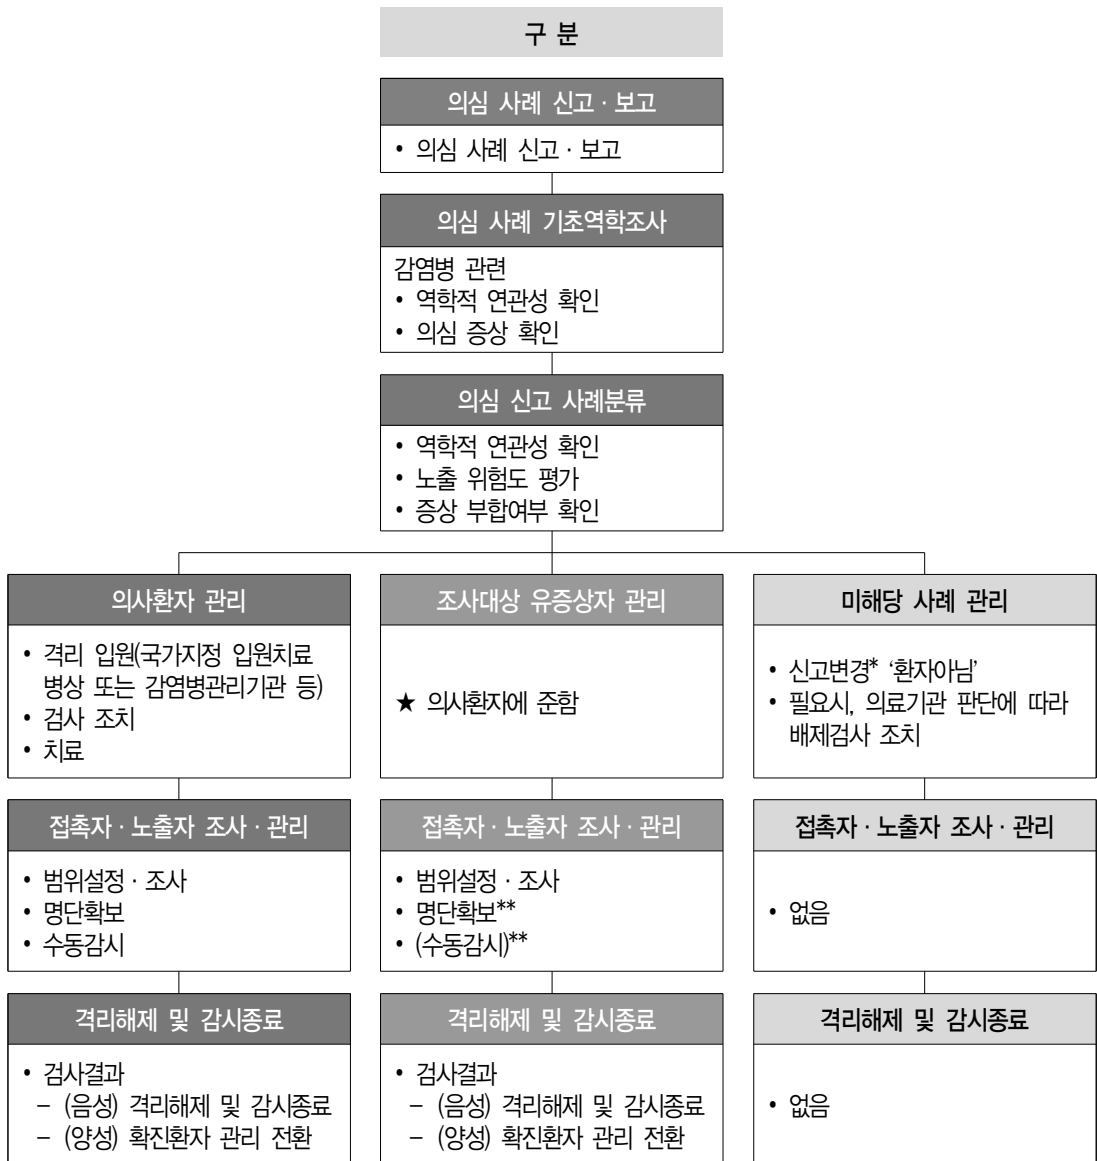 구 분
의심 사례 신고 · 보고
• 의심 사례 신고 · 보고
의심 사례 기초역학조사
감염병 관련
• 역학적 연관성 확인
• 의심 증상 확인
의심 신고 사례분류
• 역학적 연관성 확인
• 노출 위험도 평가
• 증상 부합여부 확인
의사환자 관리
• 격리 입원(국가지정 입원치료
병상 또는 감염병관리기관 등)
• 검사 조치
• 치료
조사대상 유증상자 관리
★ 의사환자에 준함
미해당 사례 관리
• 신고변경* ‘환자아님’
• 필요시, 의료기관 판단에 따라
배제검사 조치
접촉자 · 노출자 조사 · 관리
• 범위설정 · 조사
• 명단확보
• 수동감시
접촉자 · 노출자 조사 · 관리
• 범위설정 · 조사
• 명단확보**
• (수동감시)**
접촉자 · 노출자 조사 · 관리
• 없음
격리해제 및 감시종료
• 검사결과
– (음성) 격리해제 및 감시종료
– (양성) 확진환자 관리 전환
격리해제 및 감시종료
• 검사결과
– (음성) 격리해제 및 감시종료
– (양성) 확진환자 관리 전환
격리해제 및 감시종료
• 없음